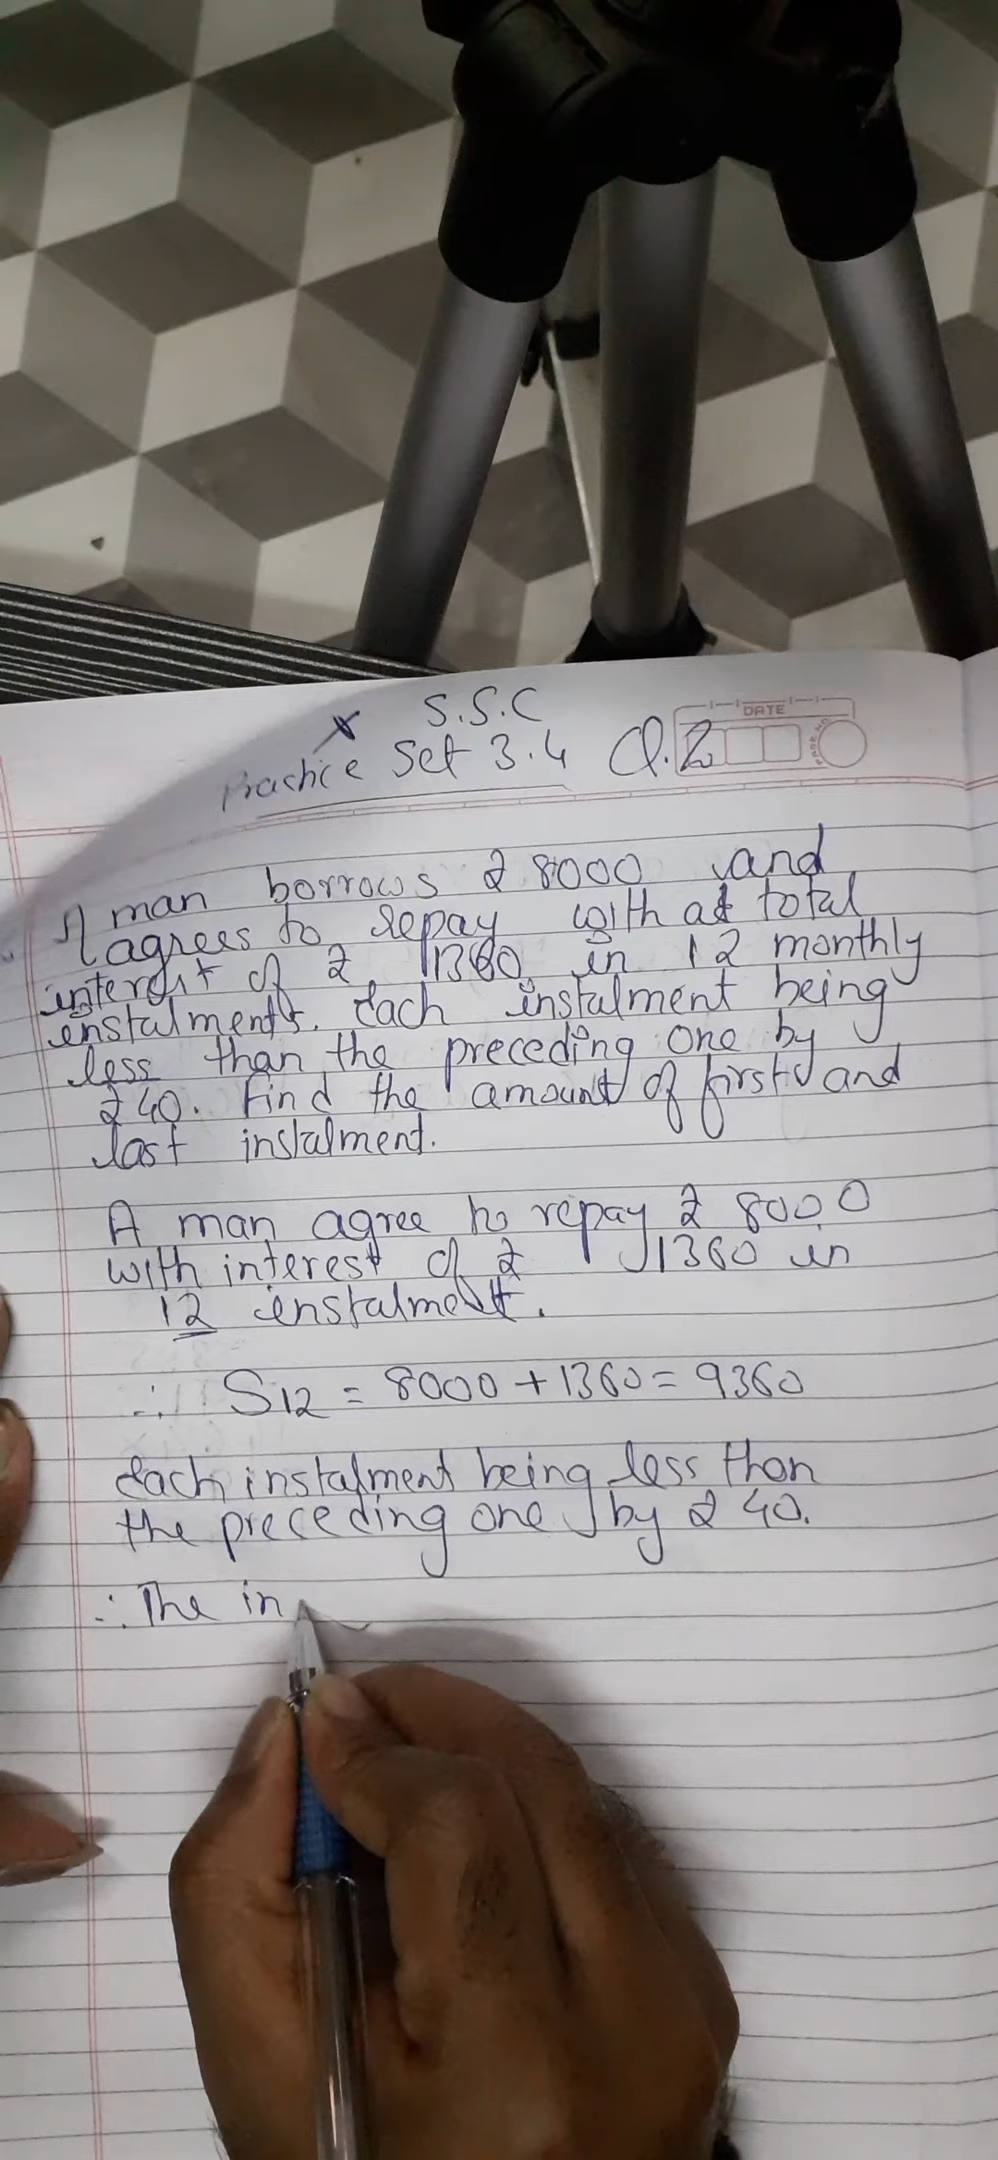 S.S.C
Practice Set 3.4 Q.2
DATE
PAGE NO.
A man borrows ₹ 8000 and
agrees to repay with at total
interest of ₹ 1360 in 12 monthly
instalments. Each instalment being
less than the preceding one by
₹ 40. Find the amount of first and
last instalment.
A man agree to repay ₹ 8000
with interest of ₹ 1360 in
12 instalment.
∴ S12 = 8000 + 1360 = 9360
Each instalment being less than
the preceding one by ₹ 40.
∴ The in